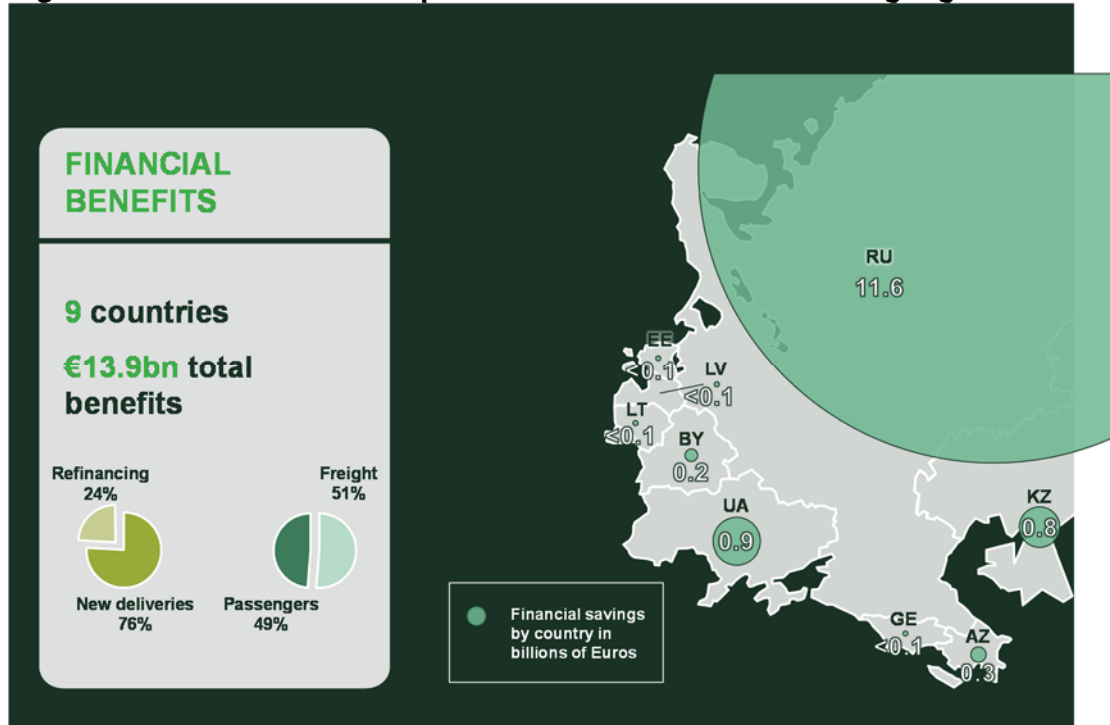 FINANCIAL
BENEFITS
9 countries
€13.9bn total
benefits
Refinancing
24%
New deliveries
76%
Freight
51%
Passengers
49%
RU
11.6
EE
<0.1
LV
<0.1
LT
<0.1
BY
0.2
UA
0.9
KZ
0.8
GE
<0.1
AZ
0.3
Financial savings
by country in
billions of Euros